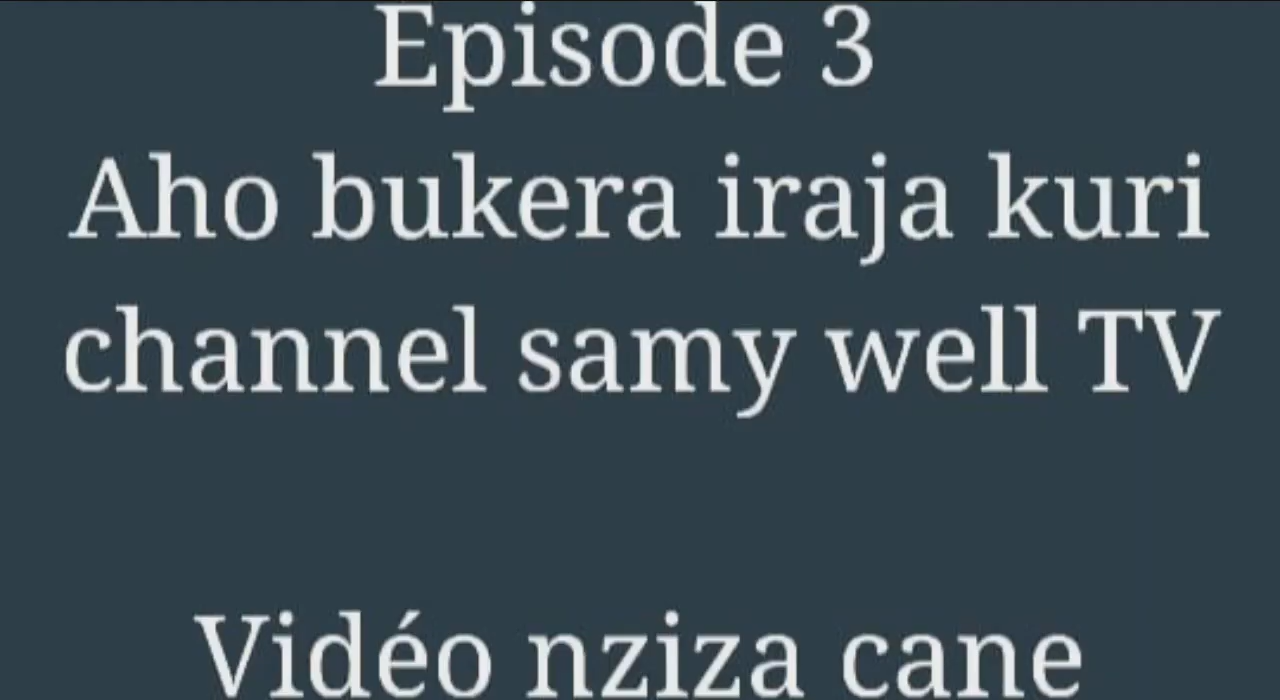 Episode 3
Aho bukera iraja kuri
channel samy well TV
Vidéo nziza cane